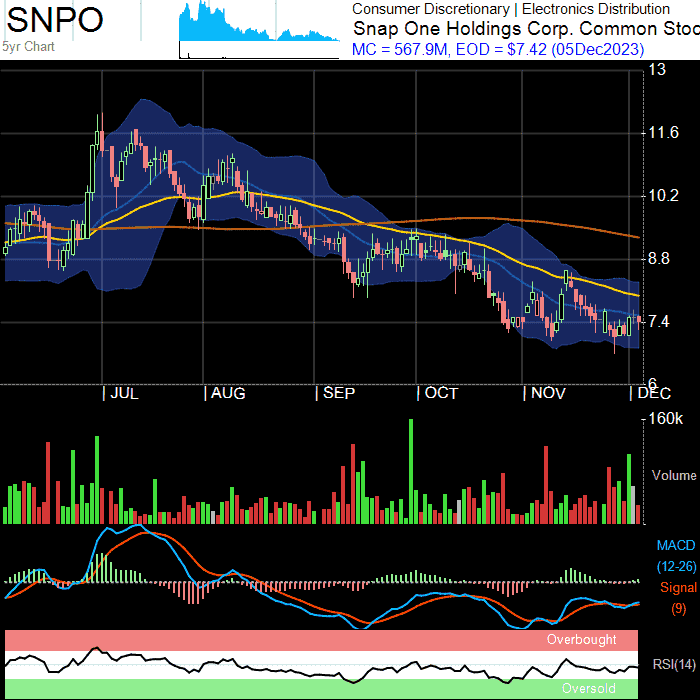 SNPO
5yr Chart
Consumer Discretionary | Electronics Distribution
Snap One Holdings Corp. Common Stoc
MC = 567.9M, EOD = $7.42 (05Dec2023)
13
11.6
10.2
8.8
7.4
6
| JUL | AUG | SEP | OCT | NOV | DEC
160k
Volume
MACD
(12-26)
Signal
(9)
Overbought
RSI(14)
Oversold